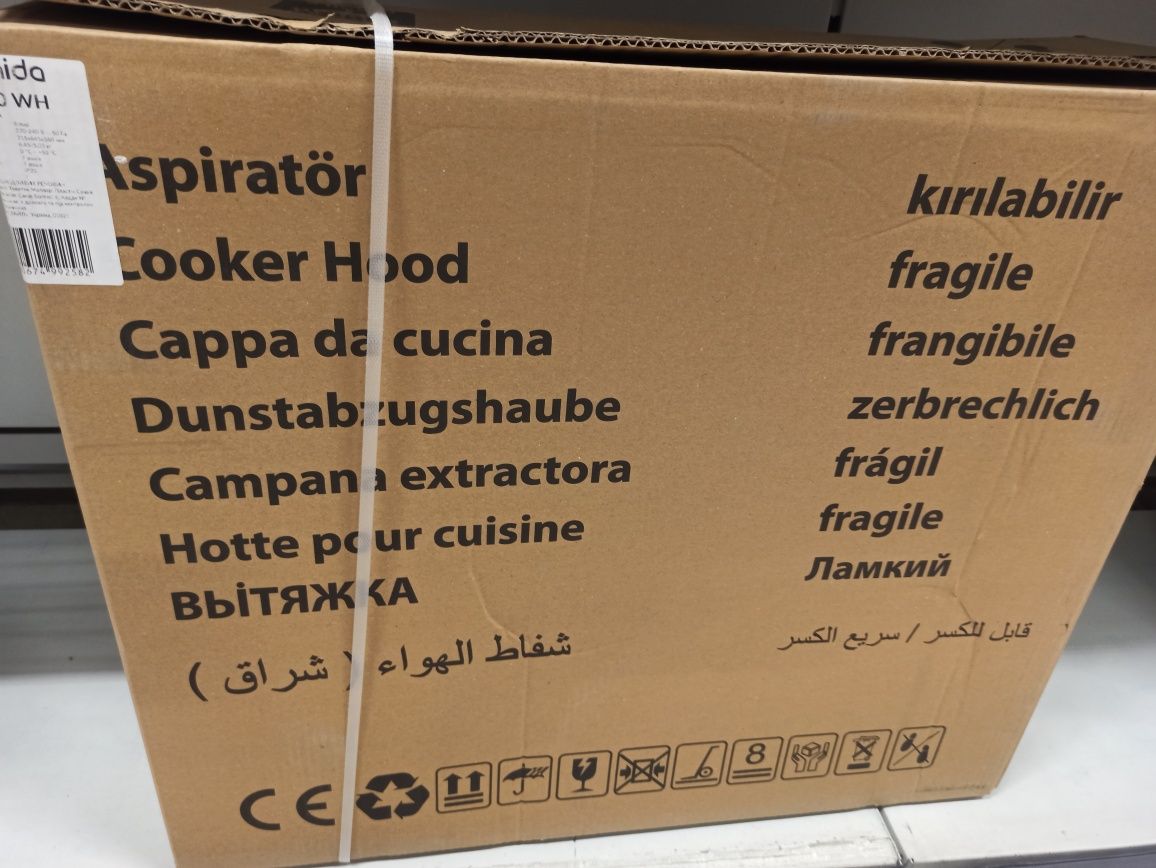 WH
Aspiratör
kırılabilir
Cooker Hood
fragile
Cappa da cucina
frangibile
Dunstabzugshaube
zerbrechlich
Campana extractora
frágil
Hotte pour cuisine
fragile
ВЬІТЯЖКА
Ламкий
شفاط الهواء ( شراق )
قابل للكسر / سريع الكسر
CE
8